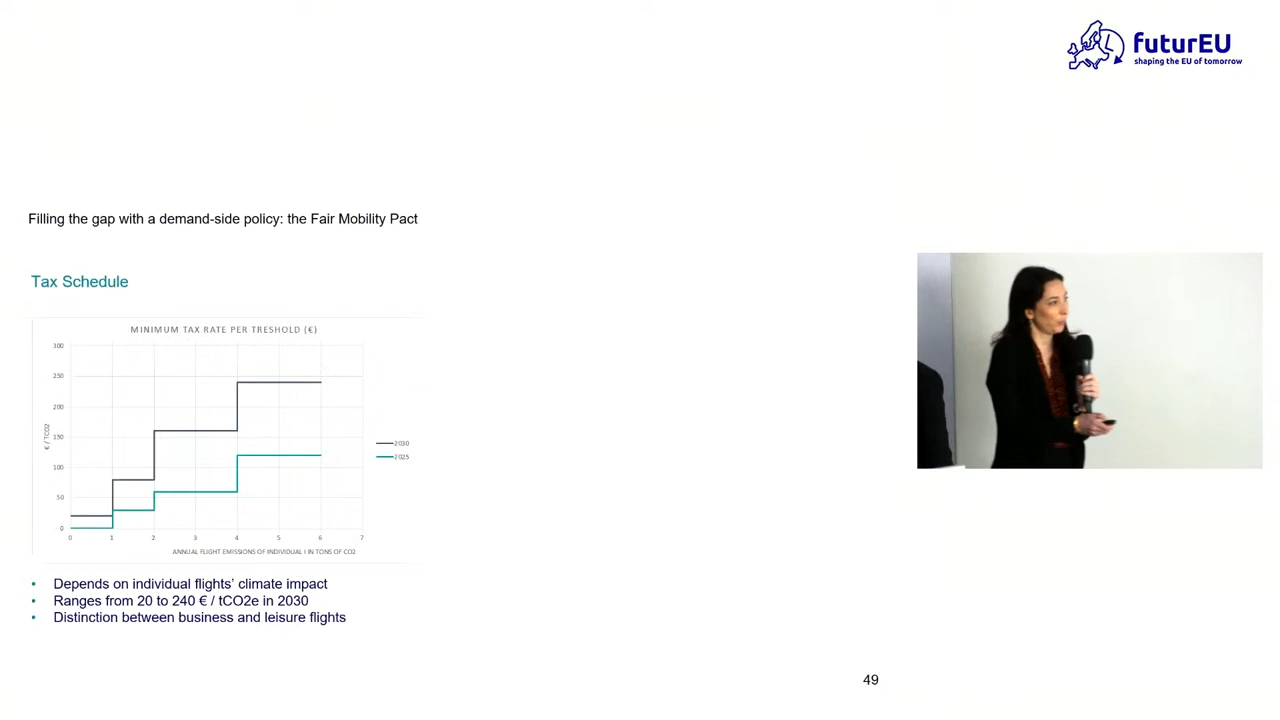 futurEU
shaping the EU of tomorrow
Filling the gap with a demand-side policy: the Fair Mobility Pact
Tax Schedule
MINIMUM TAX RATE PER TRESHOLD (€)
300
250
200
150
100
50
0
€ / TCO2
0 1 2 3 4 5 6 7
ANNUAL FLIGHT EMISSIONS OF INDIVIDUAL I IN TONS OF CO2
2030
2025
• Depends on individual flights’ climate impact
• Ranges from 20 to 240 € / tCO2e in 2030
• Distinction between business and leisure flights
49